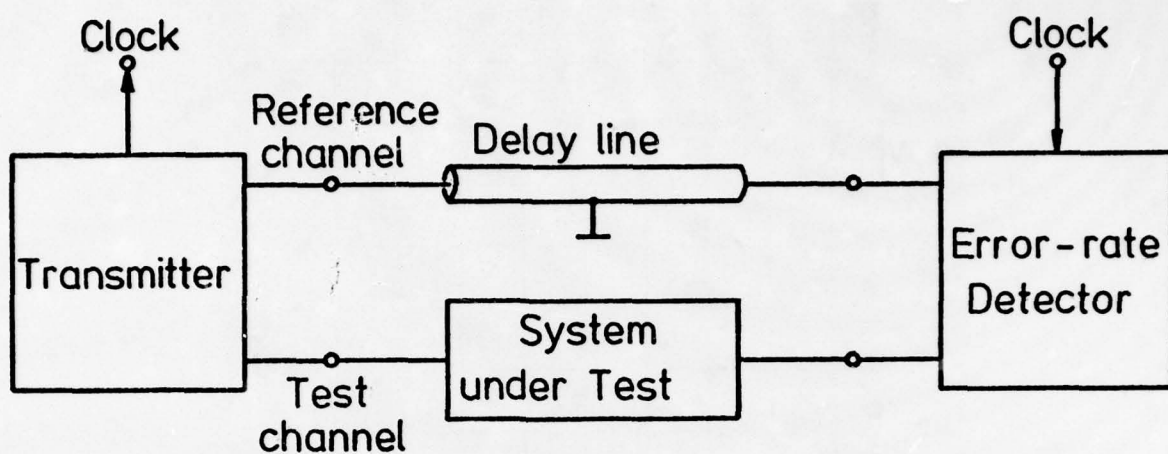 Clock
Clock
Reference
channel
Delay line
Transmitter
Error-rate
Detector
System
under Test
Test
channel